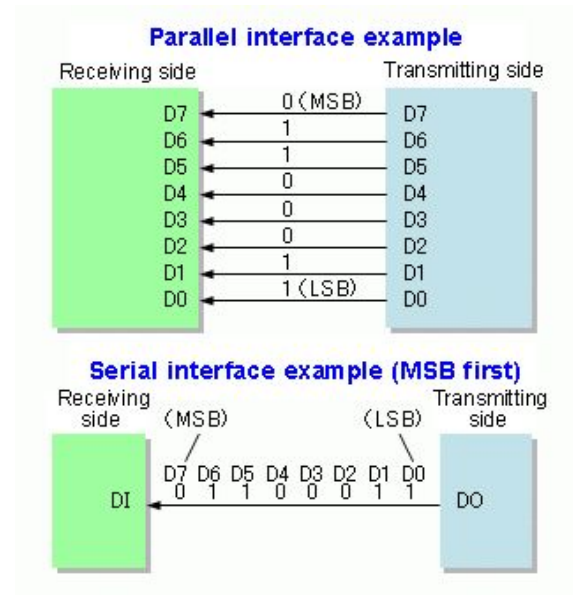 Parallel interface example
Receiving side Transmitting side
D7 0(MSB) D7
D6 1 D6
D5 1 D5
D4 0 D4
D3 0 D3
D2 0 D2
D1 1 D1
D0 1(LSB) D0
Serial interface example (MSB first)
Receiving side
Transmitting side
(MSB) (LSB)
D7 D6 D5 D4 D3 D2 D1 D0
0 1 1 0 0 0 1 1
DI DO